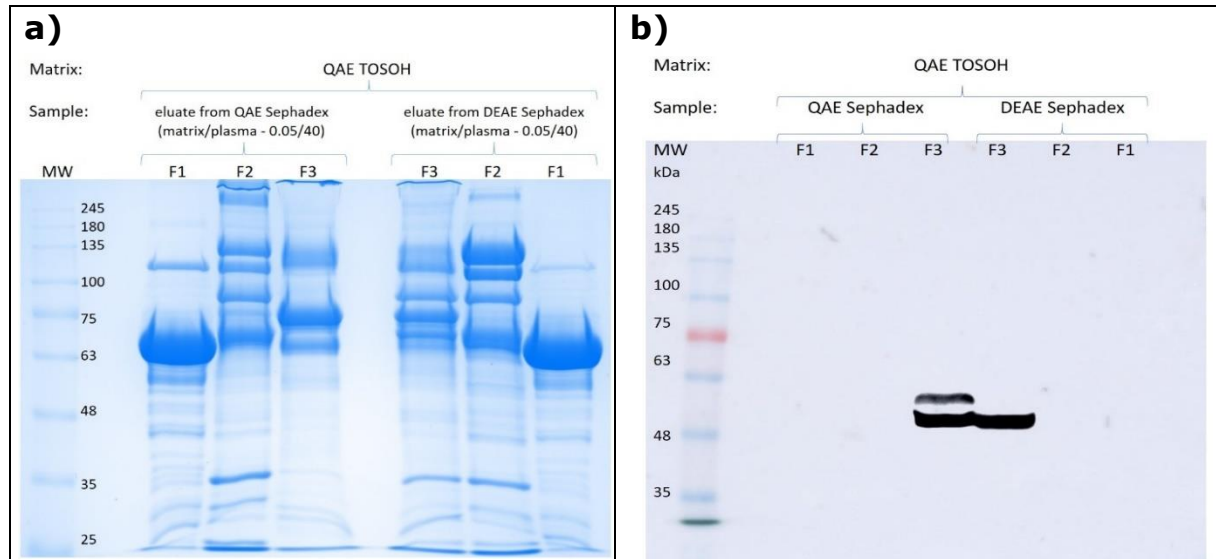 a)
Matrix: QAE TOSOH
Sample: eluate from QAE Sephadex eluate from DEAE Sephadex
(matrix/plasma - 0.05/40) (matrix/plasma - 0.05/40)
MW F1 F2 F3 F3 F2 F1
245
180
135
100
75
63
48
35
25
b)
Matrix: QAE TOSOH
Sample: QAE Sephadex DEAE Sephadex
MW F1 F2 F3 F3 F2 F1
kDa
245
180
135
100
75
63
48
35